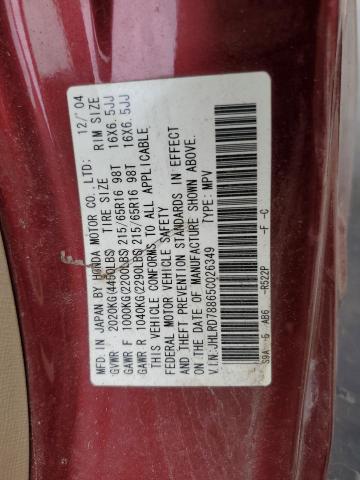 MFD. IN JAPAN BY HONDA MOTOR CO., LTD: 12/ 04
GVWR 2020KG(4450LBS) TIRE SIZE RIM SIZE
GAWR F 1000KG(2290LBS) 215/65R16 98T 16X6.5JJ
GAWR R 1040KG(2290LBS) 215/65R16 98T 16X6.5JJ
THIS VEHICLE CONFORMS TO ALL APPLICABLE
FEDERAL MOTOR VEHICLE SAFETY
AND THEFT PREVENTION STANDARDS IN EFFECT
ON THE DATE OF MANUFACTURE SHOWN ABOVE.
V.I.N:JHLRD78865C026349 TYPE: MPV
S9A 6 AB6 -R522P -F -C